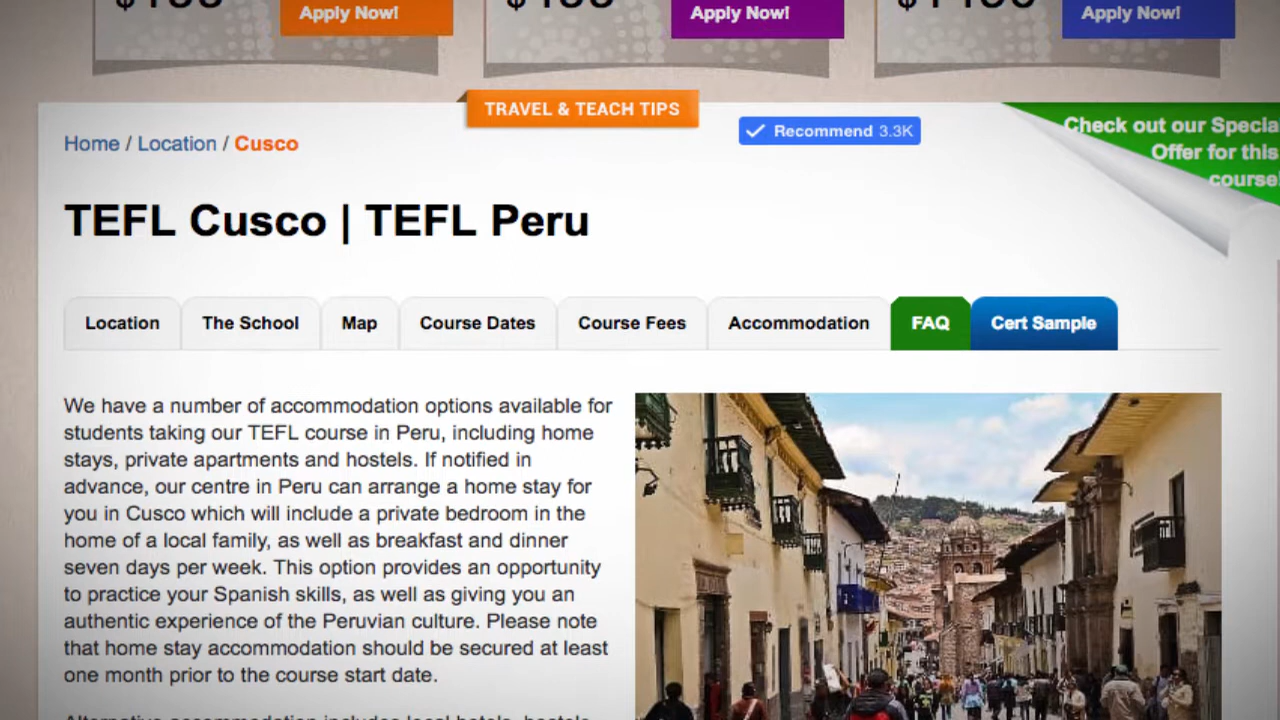 Apply Now!
Apply Now!
Apply Now!
TRAVEL & TEACH TIPS
Home / Location / Cusco
Recommend 3.3K
Check out our Specia
Offer for this
course!
TEFL Cusco | TEFL Peru
Location
The School
Map
Course Dates
Course Fees
Accommodation
FAQ
Cert Sample
We have a number of accommodation options available for
students taking our TEFL course in Peru, including home
stays, private apartments and hostels. If notified in
advance, our centre in Peru can arrange a home stay for
you in Cusco which will include a private bedroom in the
home of a local family, as well as breakfast and dinner
seven days per week. This option provides an opportunity
to practice your Spanish skills, as well as giving you an
authentic experience of the Peruvian culture. Please note
that home stay accommodation should be secured at least
one month prior to the course start date.
Alternative accommodation includes local hotels, hostels